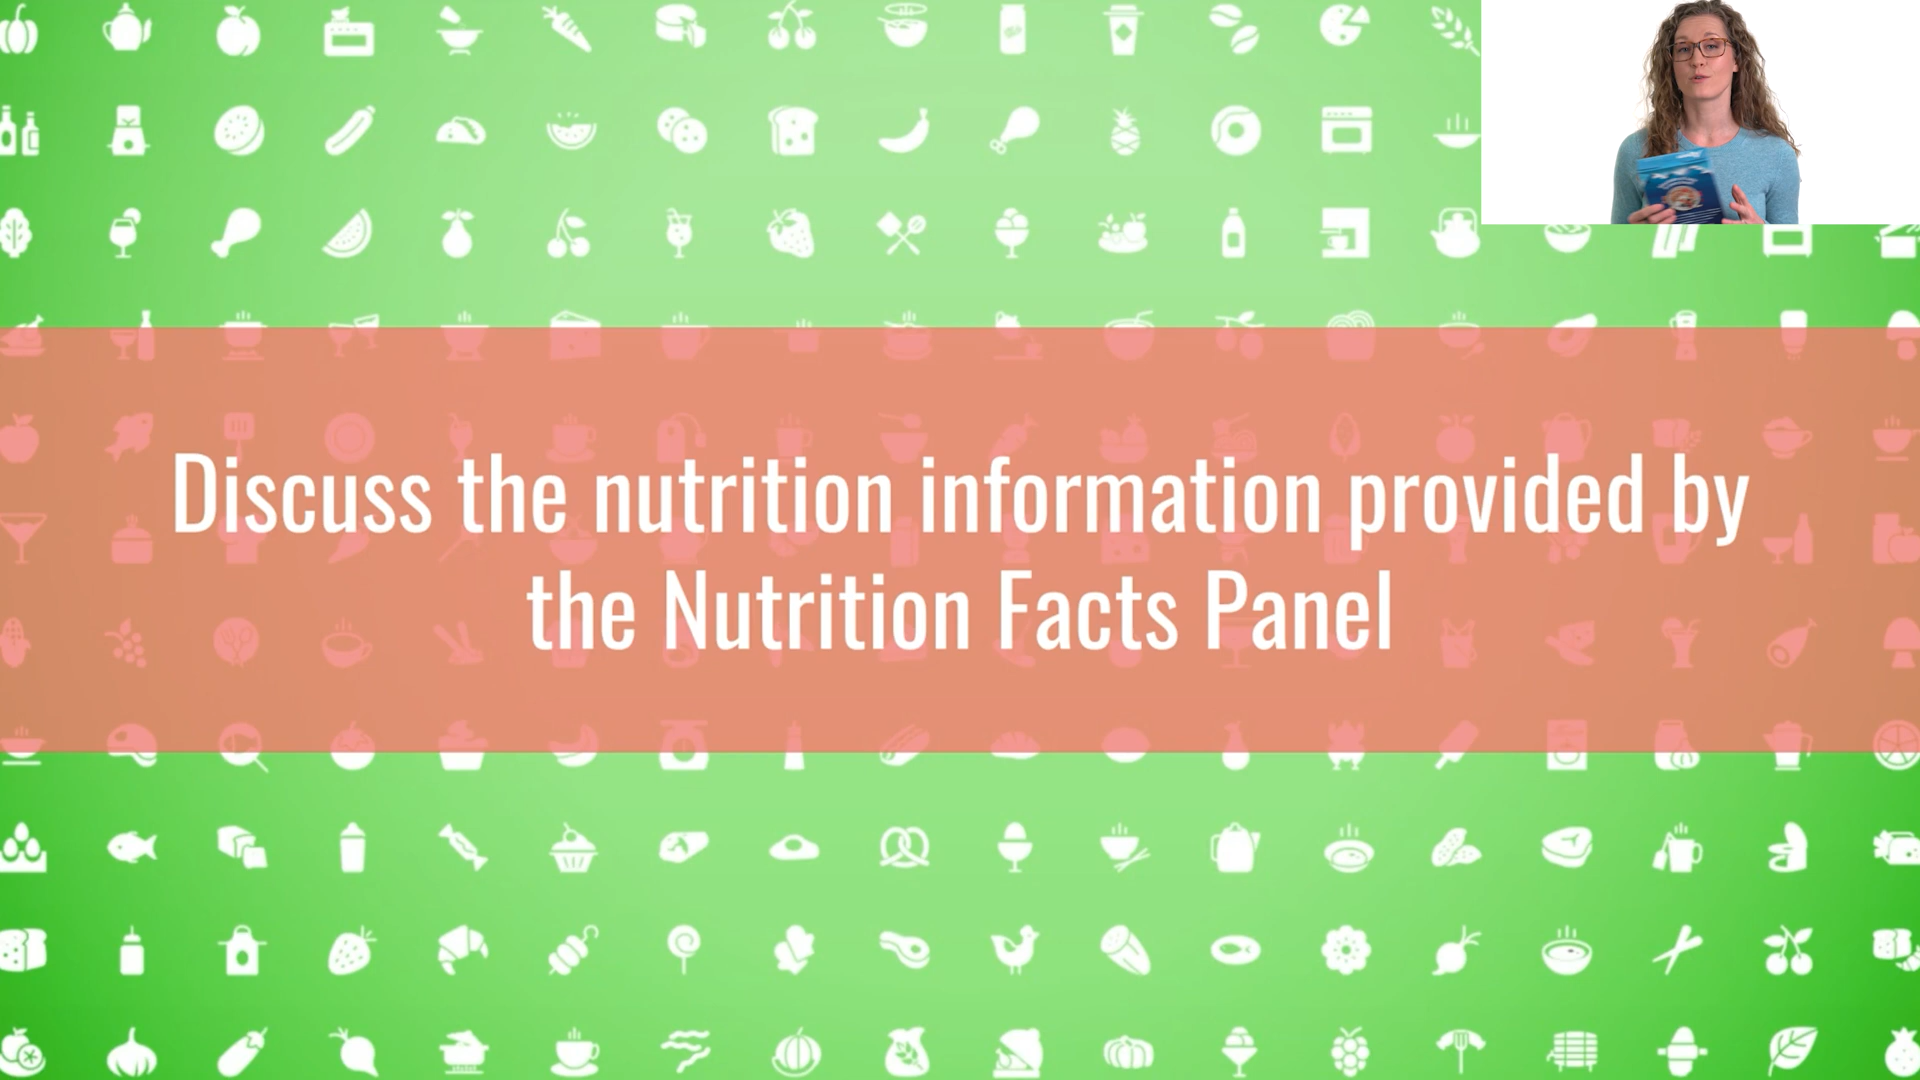 Discuss the nutrition information provided by
the Nutrition Facts Panel